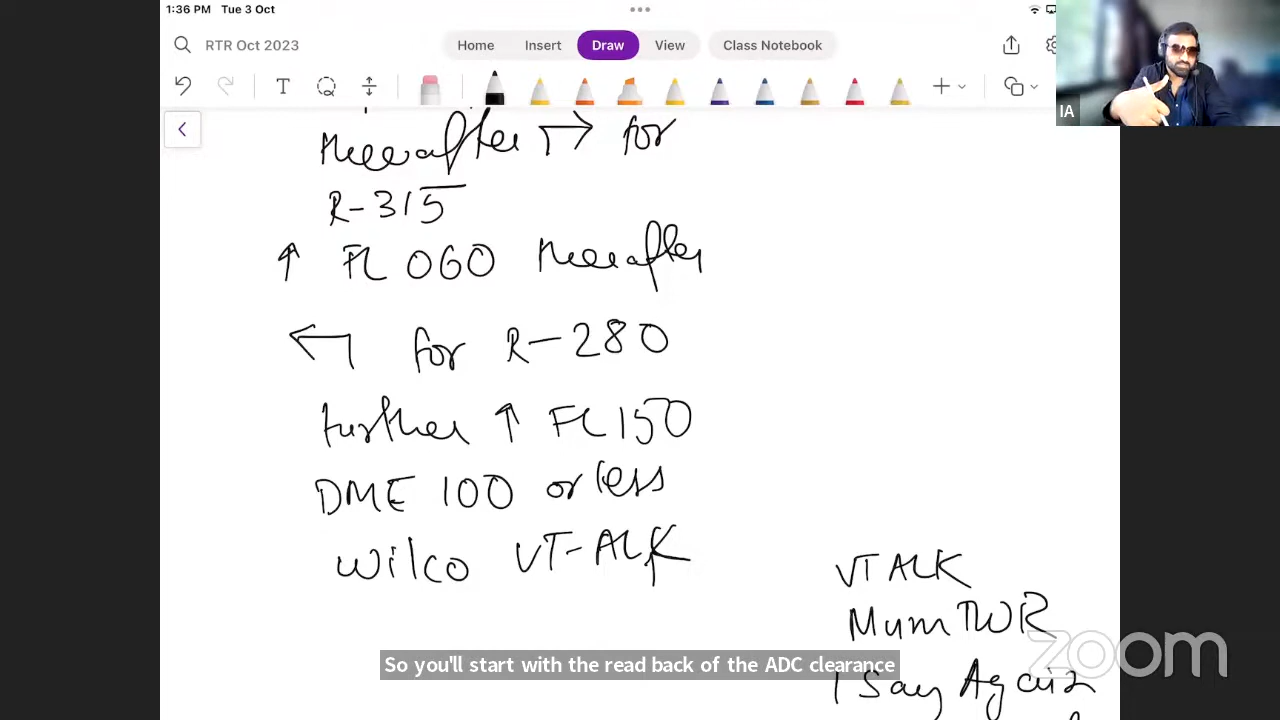 1:36 PM Tue 3 Oct
RTR Oct 2023
Home Insert Draw View Class Notebook
T
IA
thereafter ↱ for
R-315
↑ FL 060 thereafter
↰ for R-280
further ↑ FL150
DME 100 or less
Wilco VT-ALK
VT ALK
Mum TWR
I Say Again
zoom
So you'll start with the read back of the ADC clearance